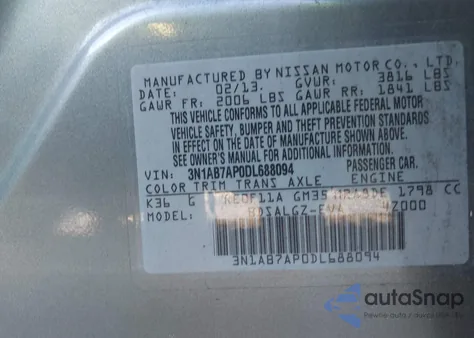 MANUFACTURED BY NISSAN MOTOR CO., LTD.
DATE: 02/13. GVWR: 3816 LBS
GAWR FR: 2006 LBS GAWR RR: 1841 LBS
THIS VEHICLE CONFORMS TO ALL APPLICABLE FEDERAL MOTOR
VEHICLE SAFETY, BUMPER AND THEFT PREVENTION STANDARDS
IN EFFECT ON THE DATE OF MANUFACTURE SHOWN ABOVE.
SEE OWNER'S MANUAL FOR ADDITIONAL INFORMATION.
VIN: 3N1AB7AP0DL688094 PASSENGER CAR
COLOR TRIM TRANS AXLE ENGINE
K36 G RE0F11A GM35 MRA8DE 1798 CC
MODEL:
3N1AB7AP0DL688094
autoSnap